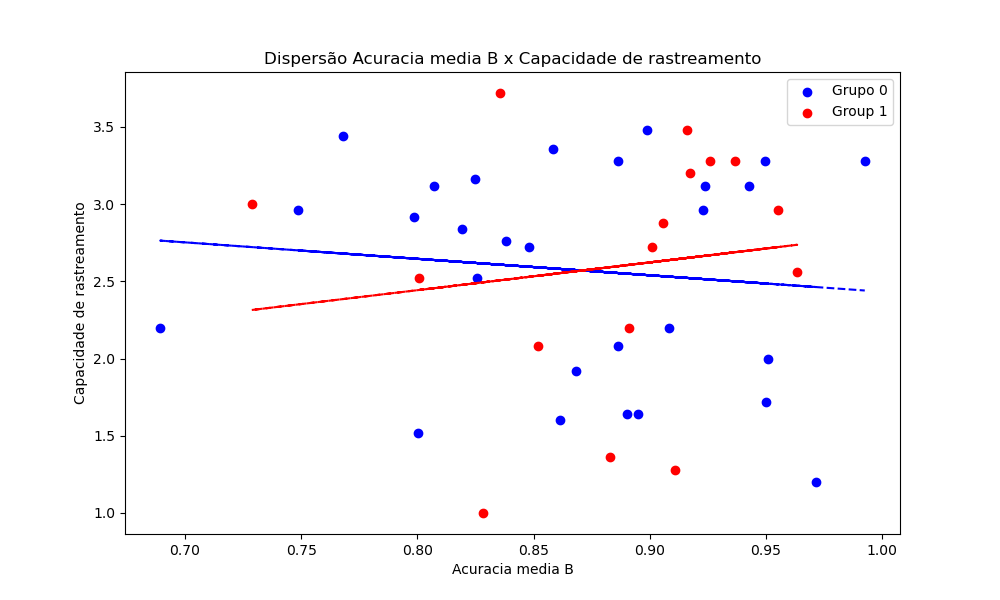 Dispersão Acuracia media B x Capacidade de rastreamento
Grupo 0
Group 1
Capacidade de rastreamento
3.5
3.0
2.5
2.0
1.5
1.0
0.70 0.75 0.80 0.85 0.90 0.95 1.00
Acuracia media B